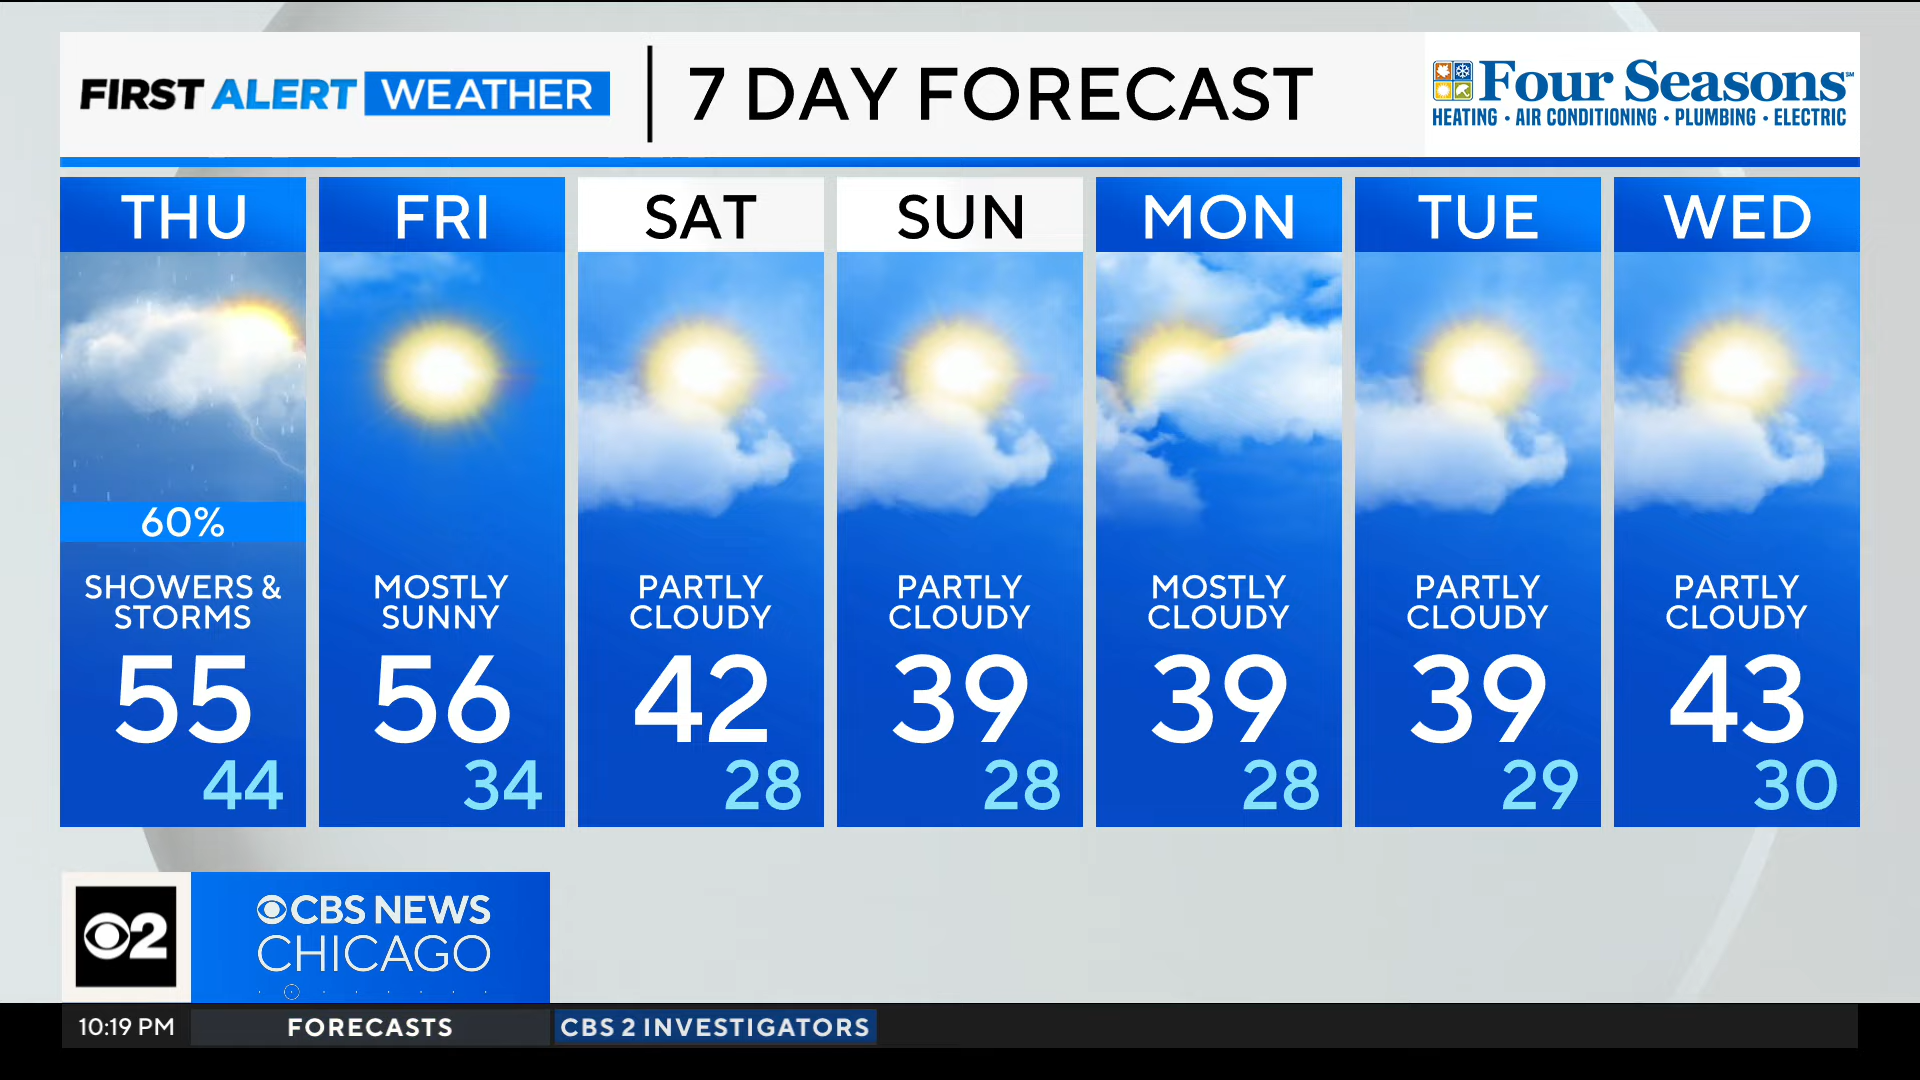 FIRST ALERT WEATHER
7 DAY FORECAST
Four Seasons℠
HEATING • AIR CONDITIONING • PLUMBING • ELECTRIC
THU
60%
SHOWERS &
STORMS
55
44
FRI
MOSTLY
SUNNY
56
34
SAT
PARTLY
CLOUDY
42
28
SUN
PARTLY
CLOUDY
39
28
MON
MOSTLY
CLOUDY
39
28
TUE
PARTLY
CLOUDY
39
29
WED
PARTLY
CLOUDY
43
30
2
CBS NEWS
CHICAGO
10:19 PM
FORECASTS
CBS 2 INVESTIGATORS